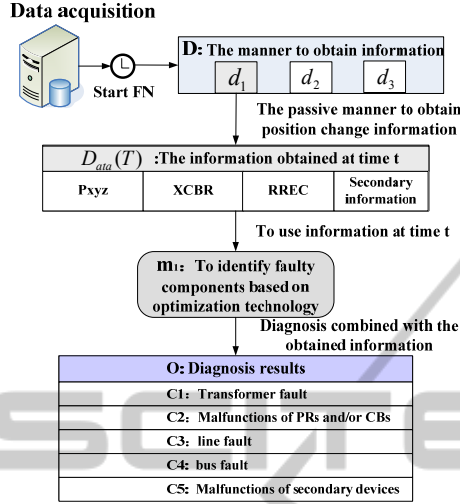 Data acquisition
D: The manner to obtain information
Start FN
d1 d2 d3
The passive manner to obtain
position change information
Data(T) :The information obtained at time t
Pxyz XCBR RREC Secondary information
To use information at time t
m1: To identify faulty
components based on
optimization technology
Diagnosis combined with the
obtained information
O: Diagnosis results
C1: Transformer fault
C2: Malfunctions of PRs and/or CBs
C3: line fault
C4: bus fault
C5: Malfunctions of secondary devices